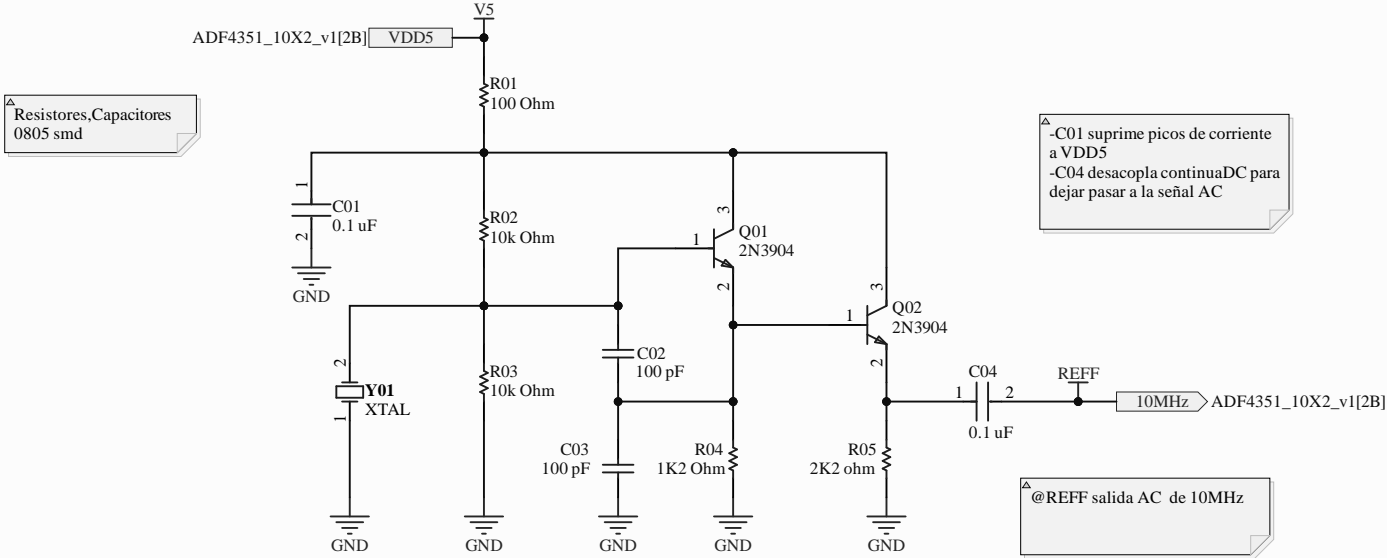 V5
ADF4351_10X2_v1[2B] VDD5
R01
100 Ohm
Resistores,Capacitores
0805 smd
-C01 suprime picos de corriente
a VDD5
-C04 desacopla continuaDC para
dejar pasar a la señal AC
1
C01
0.1 uF
2
GND
R02
10k Ohm
3
Q01
2N3904
1
2
3
Q02
2N3904
1
2
2
Y01
XTAL
1
GND
R03
10k Ohm
GND
C02
100 pF
C03
100 pF
GND
R04
1K2 Ohm
GND
R05
2K2 ohm
GND
C04
1
2
0.1 uF
REFF
10MHz ADF4351_10X2_v1[2B]
@REFF salida AC de 10MHz